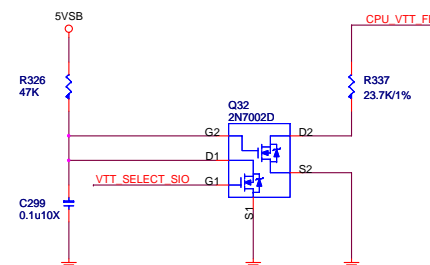 5VSB
CPU_VTT_F
R326
47K
R337
23.7K/1%
Q32
2N7002D
G2
D2
D1
S2
VTT_SELECT_SIO
G1
C299
0.1u10X
S1